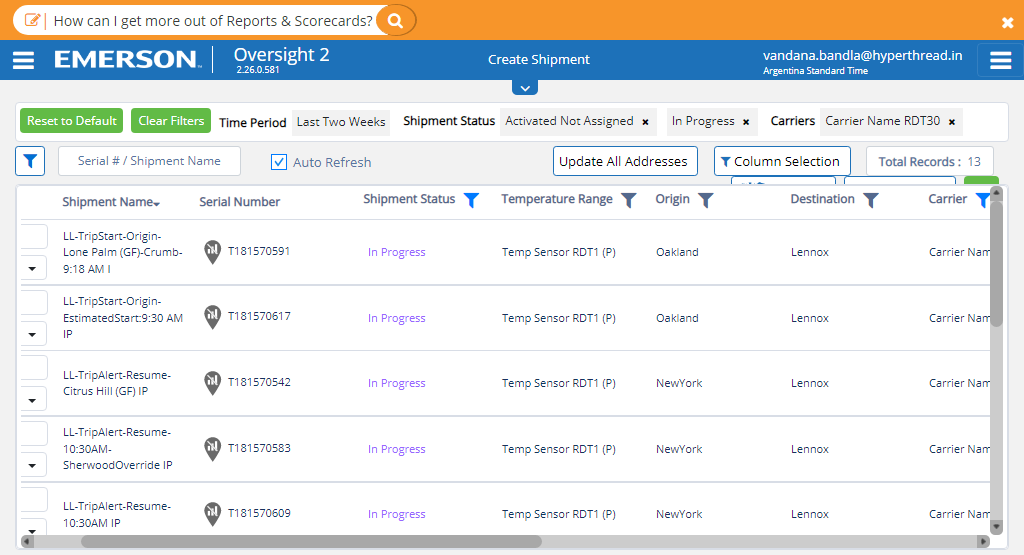 How can I get more out of Reports & Scorecards?
EMERSON
Oversight 2
2.26.0.581
Create Shipment
vandana.bandla@hyperthread.in
Argentina Standard Time
Reset to Default
Clear Filters
Time Period
Last Two Weeks
Shipment Status
Activated Not Assigned ×
In Progress ×
Carriers
Carrier Name RDT30 ×
Serial # / Shipment Name
Auto Refresh
Update All Addresses
Column Selection
Total Records : 13
Shipment Name
Serial Number
Shipment Status
Temperature Range
Origin
Destination
Carrier
LL-TripStart-Origin-
Lone Palm (GF)-Crumb-
9:18 AM I
T181570591
In Progress
Temp Sensor RDT1 (P)
Oakland
Lennox
Carrier Nam
LL-TripStart-Origin-
EstimatedStart:9:30 AM
IP
T181570617
In Progress
Temp Sensor RDT1 (P)
Oakland
Lennox
Carrier Nam
LL-TripAlert-Resume-
Citrus Hill (GF) IP
T181570542
In Progress
Temp Sensor RDT1 (P)
NewYork
Lennox
Carrier Nam
LL-TripAlert-Resume-
10:30AM-
SherwoodOverride IP
T181570583
In Progress
Temp Sensor RDT1 (P)
NewYork
Lennox
Carrier Nam
LL-TripAlert-Resume-
10:30AM IP
T181570609
In Progress
Temp Sensor RDT1 (P)
NewYork
Lennox
Carrier Nam